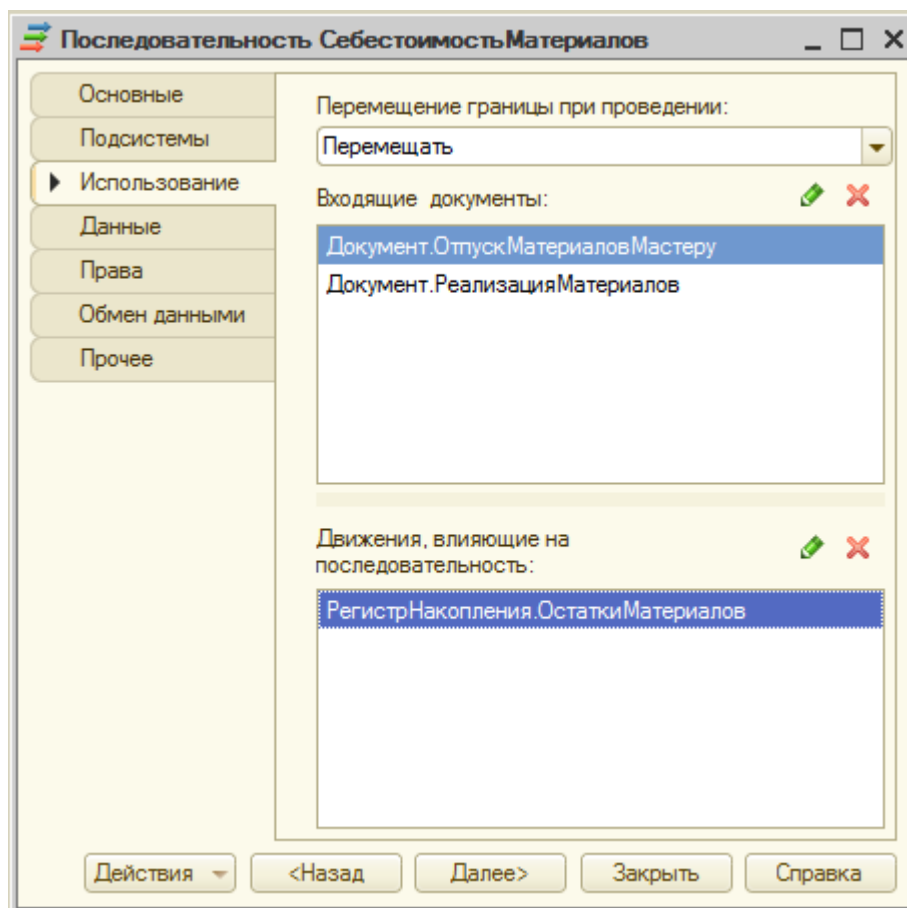 Последовательность СебестоимостьМатериалов
Основные
Подсистемы
Использование
Данные
Права
Обмен данными
Прочее
Перемещение границы при проведении:
Перемещать
Входящие документы:
Документ.ОтпускМатериаловМастеру
Документ.РеализацияМатериалов
Движения, влияющие на
последовательность:
РегистрНакопления.ОстаткиМатериалов
Действия
<Назад
Далее>
Закрыть
Справка